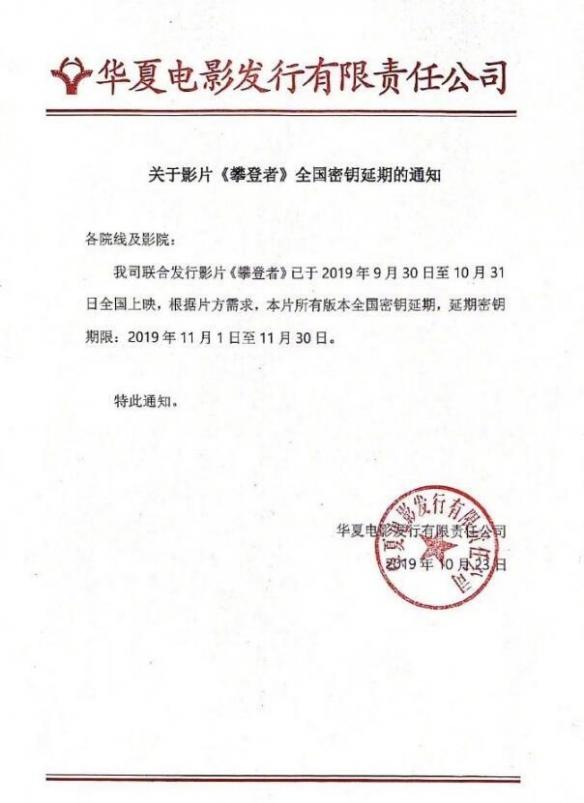 华夏电影发行有限责任公司
关于影片《攀登者》全国密钥延期的通知
各院线及影院：
我司联合发行影片《攀登者》已于 2019 年 9 月 30 日至 10 月 31
日全国上映，根据片方需求，本片所有版本全国密钥延期，延期密钥
期限：2019 年 11 月 1 日至 11 月 30 日。
特此通知。
华夏电影发行有限责任公司
2019 年 10 月 23 日
华夏电影发行有限责任公司